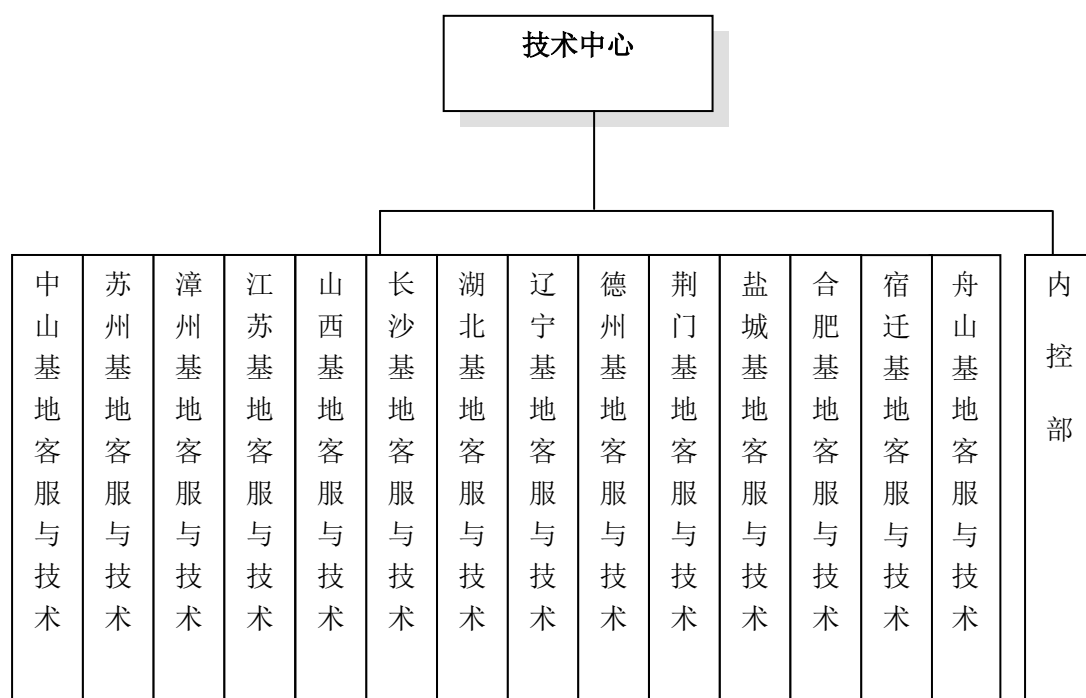 技术中心
中山基地客服与技术
苏州基地客服与技术
漳州基地客服与技术
江苏基地客服与技术
山西基地客服与技术
长沙基地客服与技术
湖北基地客服与技术
辽宁基地客服与技术
德州基地客服与技术
荆门基地客服与技术
盐城基地客服与技术
合肥基地客服与技术
宿迁基地客服与技术
舟山基地客服与技术
内控部